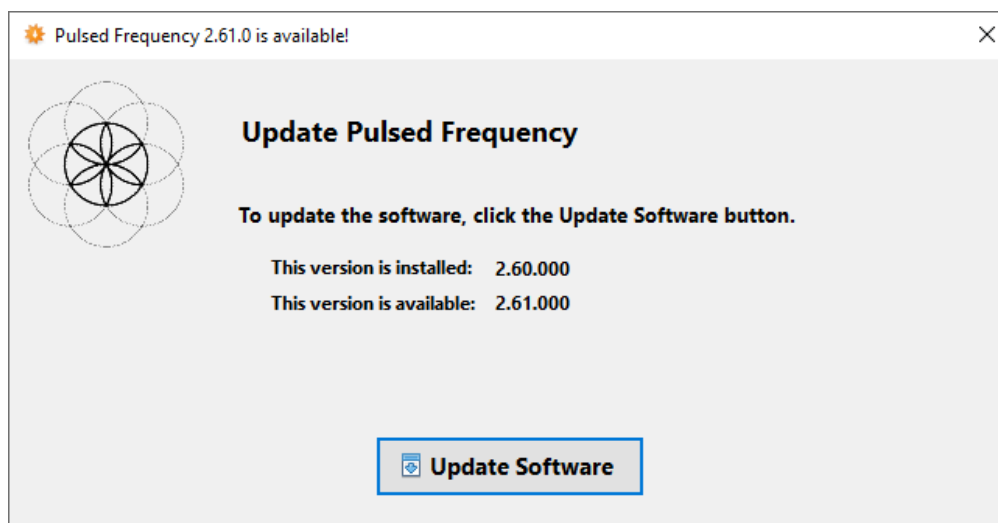 Pulsed Frequency 2.61.0 is available!
Update Pulsed Frequency
To update the software, click the Update Software button.
This version is installed: 2.60.000
This version is available: 2.61.000
Update Software